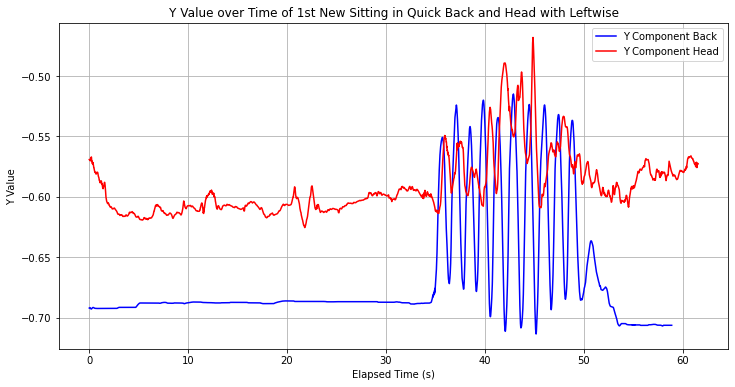 Y Value over Time of 1st New Sitting in Quick Back and Head with Leftwise
Y Component Back
Y Component Head
Y Value
−0.50
−0.55
−0.60
−0.65
−0.70
0 10 20 30 40 50 60
Elapsed Time (s)